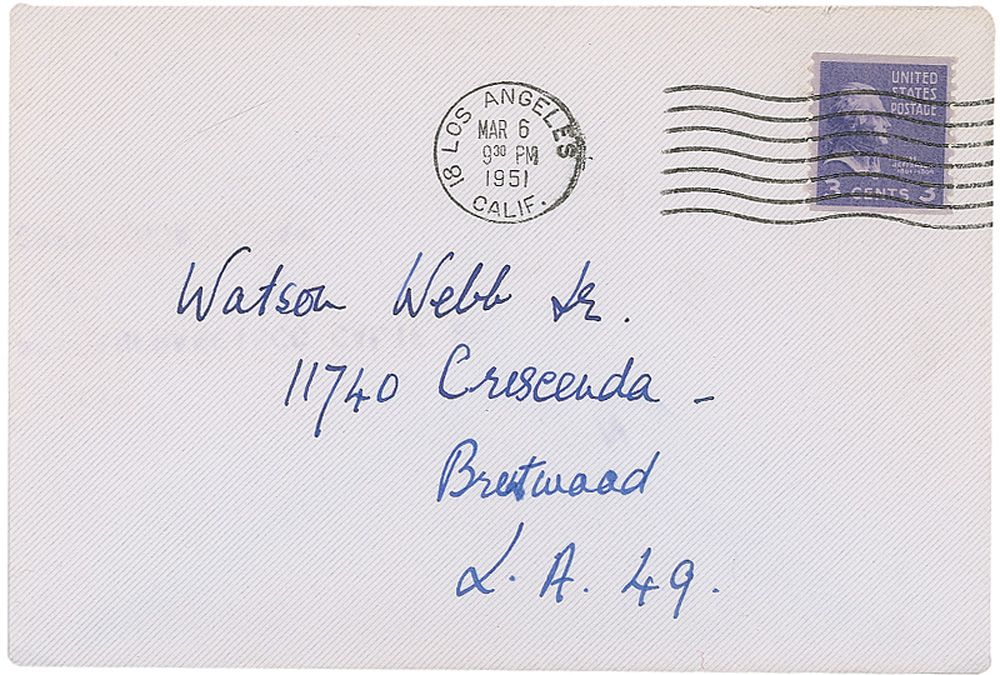 18 LOS ANGELES CALIF.
MAR 6
9³⁰ PM
1951
UNITED
STATES
POSTAGE
3 CENTS 3
Watson Webb Jr.
11740 Crescenda -
Brentwood
L. A. 49.